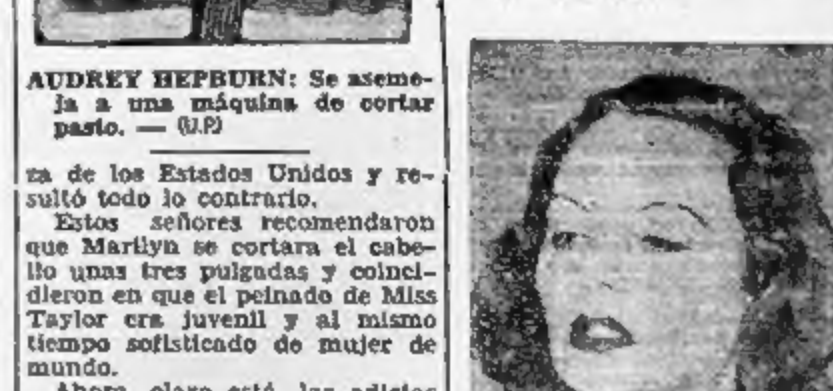 AUDREY HEPBURN: Se aseme-
ja a una máquina de cortar
pasto. — (U.P.)
za de los Estados Unidos y re-
sultó todo lo contrario.
Estos señores recomendaron
que Marilyn se cortara el cabe-
llo unas tres pulgadas y coinci-
dieron en que el peinado de Miss
Taylor era juvenil y al mismo
tiempo sofisticado de mujer de
mundo.
Ahora, claro está, las